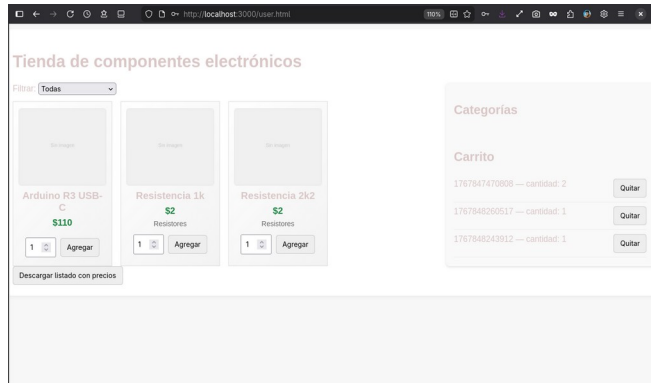 http://localhost:3000/user.html
110%
Tienda de componentes electrónicos
Filtrar: Todas
Sin imagen
Arduino R3 USB-
C
$110
1 Agregar
Sin imagen
Resistencia 1k
$2
Resistores
1 Agregar
Sin imagen
Resistencia 2k2
$2
Resistores
1 Agregar
Descargar listado con precios
Categorías
Carrito
1767847470808 — cantidad: 2 Quitar
1767848260517 — cantidad: 1 Quitar
1767848243912 — cantidad: 1 Quitar